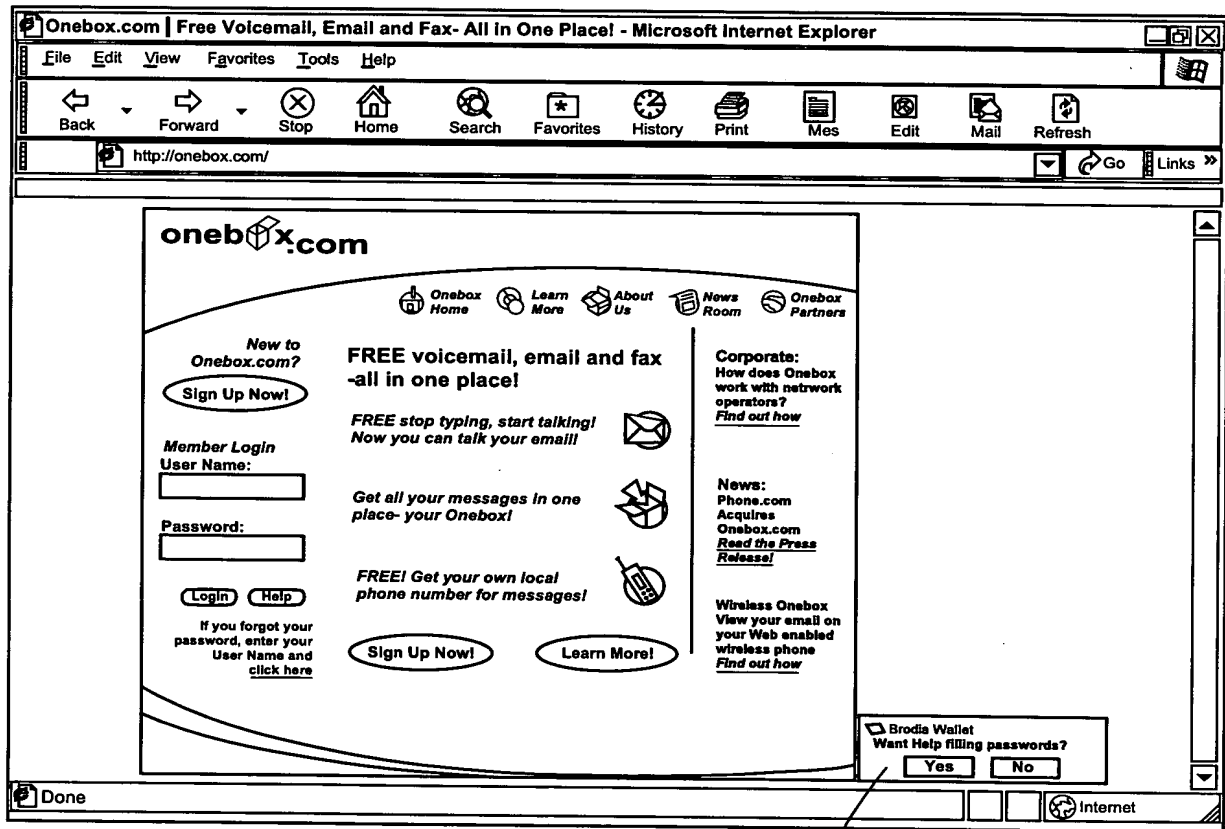 Onebox.com | Free Voicemail, Email and Fax- All in One Place! - Microsoft Internet Explorer
File Edit View Favorites Tools Help
Back Forward Stop Home Search Favorites History Print Mes Edit Mail Refresh
http://onebox.com/ Go Links »
onebox.com
Onebox Home
Learn More
About Us
News Room
Onebox Partners
New to
Onebox.com?
Sign Up Now!
Member Login
User Name:
Password:
Login Help
If you forgot your
password, enter your
User Name and
click here
FREE voicemail, email and fax
-all in one place!
FREE stop typing, start talking!
Now you can talk your email!
Get all your messages in one
place- your Onebox!
FREE! Get your own local
phone number for messages!
Sign Up Now! Learn More!
Corporate:
How does Onebox
work with netrwork
operators?
Find out how
News:
Phone.com
Acquires
Onebox.com
Read the Press
Release!
Wireless Onebox
View your email on
your Web enabled
wireless phone
Find out how
Brodia Wallet
Want Help filling passwords?
Yes No
Done Internet